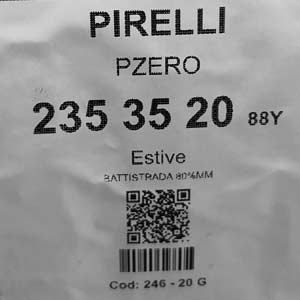 PIRELLI
PZERO
235 35 20 88Y
Estive
BATTISTRADA 80%MM
Cod: 246 - 20 G